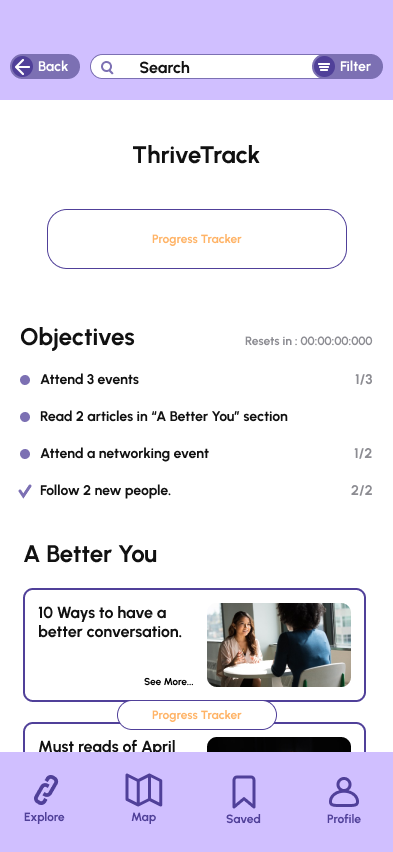 Back
Search
Filter
ThriveTrack
Progress Tracker
Objectives
Resets in : 00:00:00:000
Attend 3 events
1/3
Read 2 articles in “A Better You” section
Attend a networking event
1/2
Follow 2 new people.
2/2
A Better You
10 Ways to have a
better conversation.
See More...
Progress Tracker
Must reads of April
Explore
Map
Saved
Profile